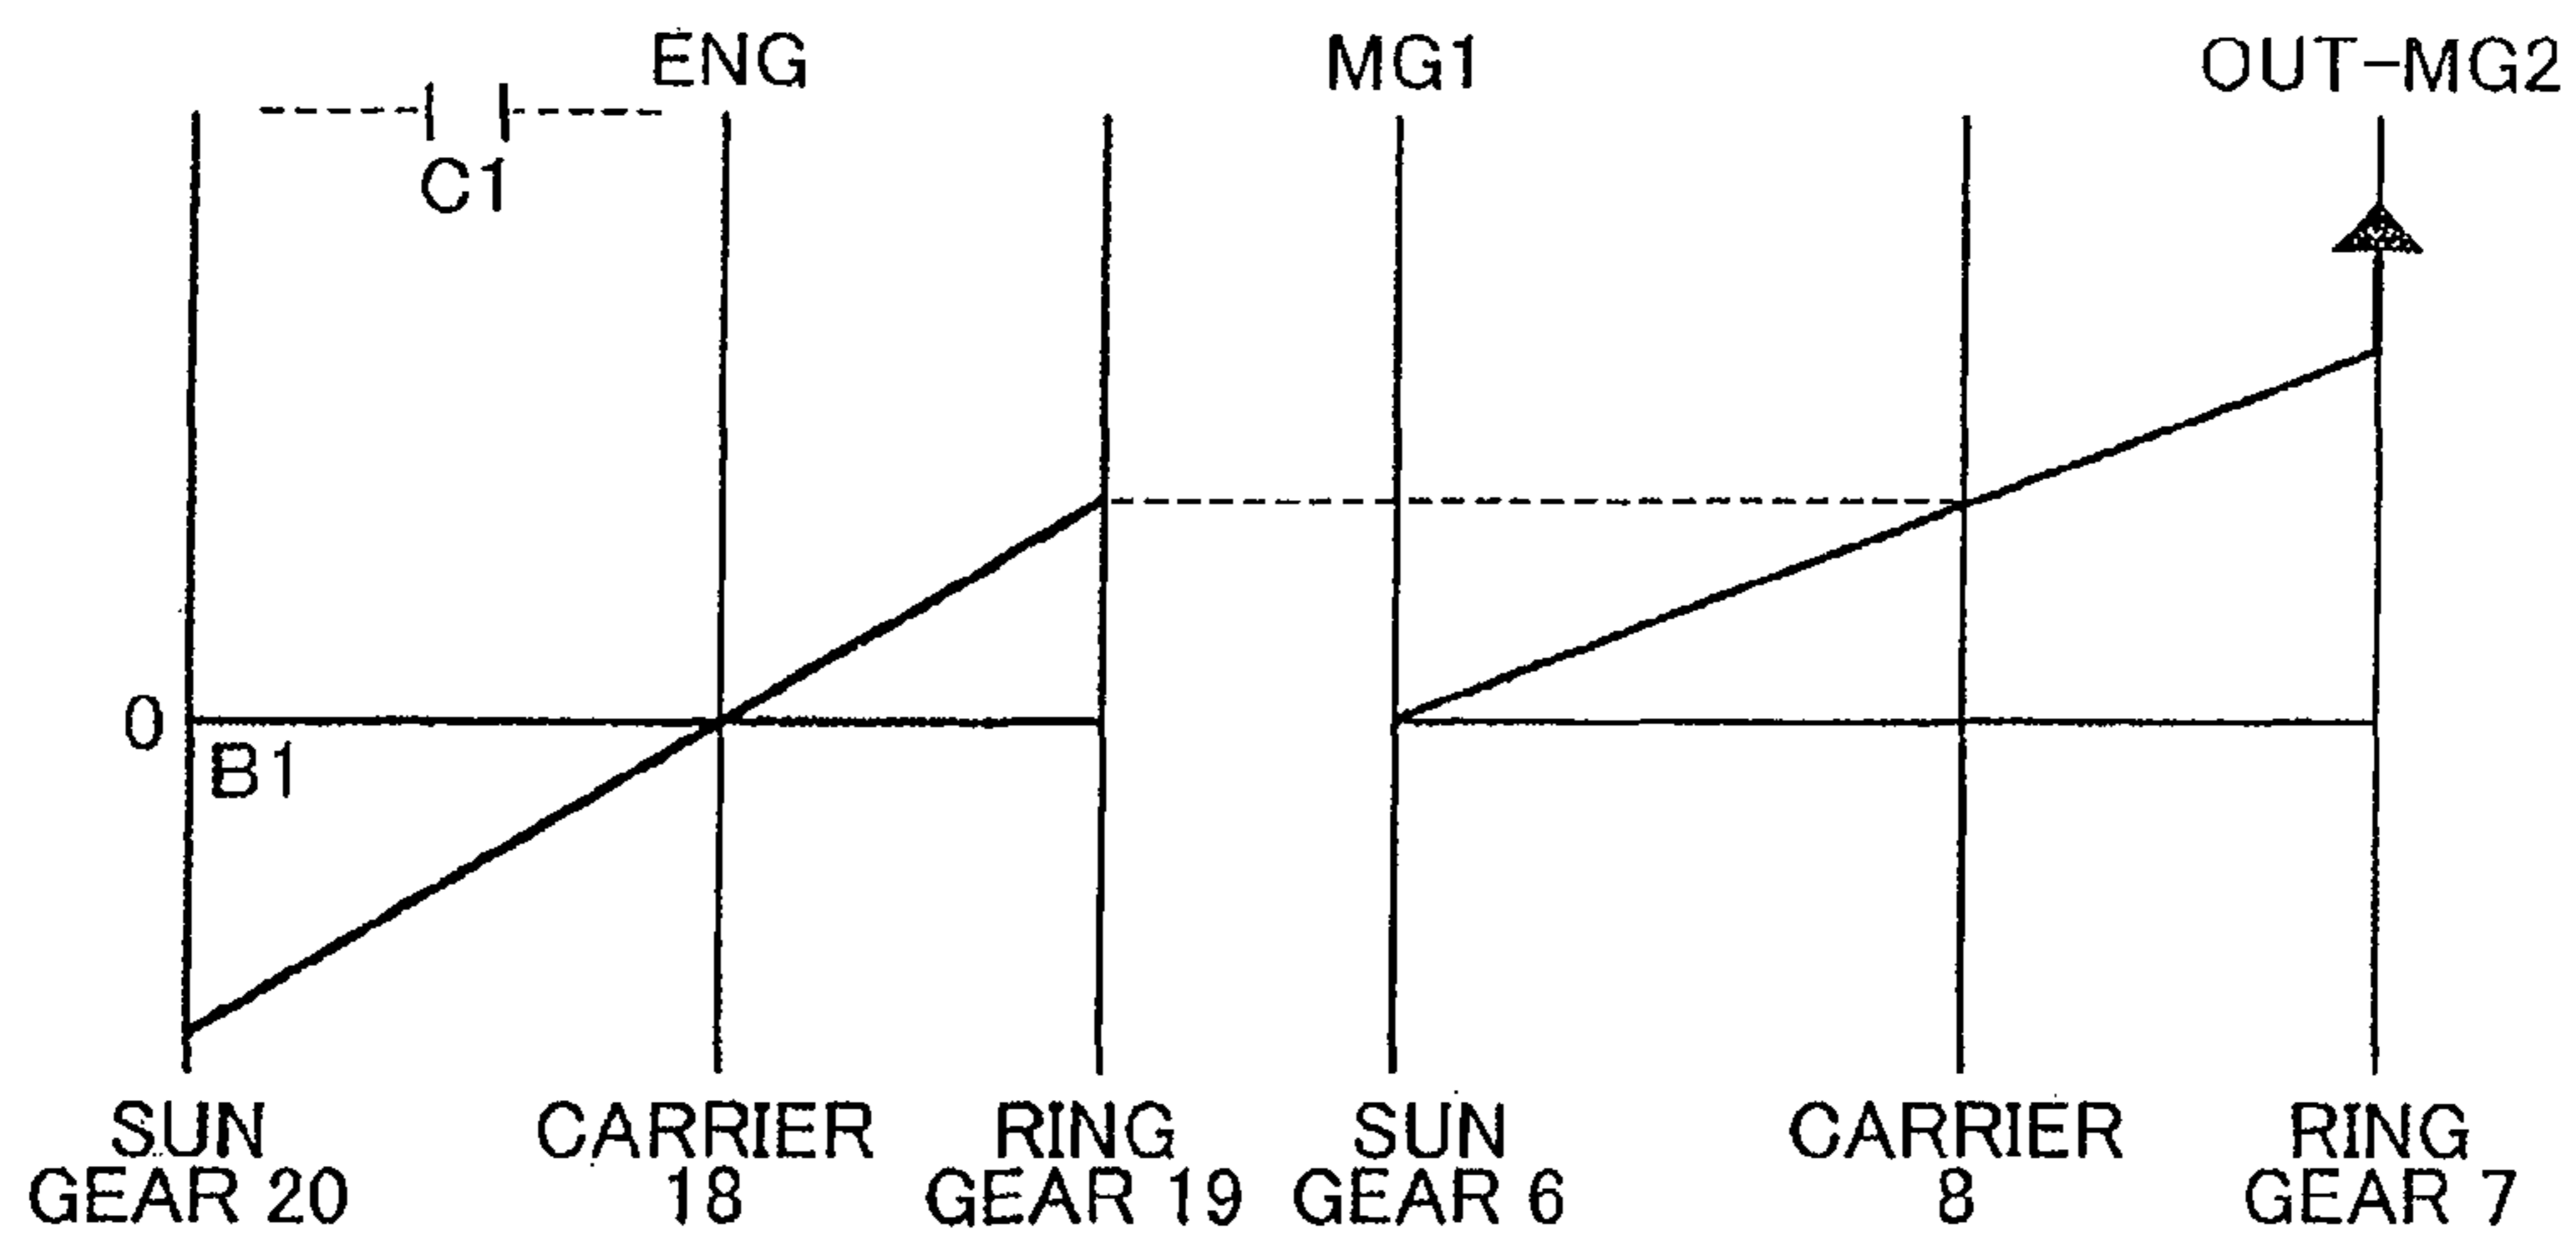 ENG
MG1
OUT-MG2
C1
0
B1
SUN
GEAR 20
CARRIER
18
RING
GEAR 19
SUN
GEAR 6
CARRIER
8
RING
GEAR 7